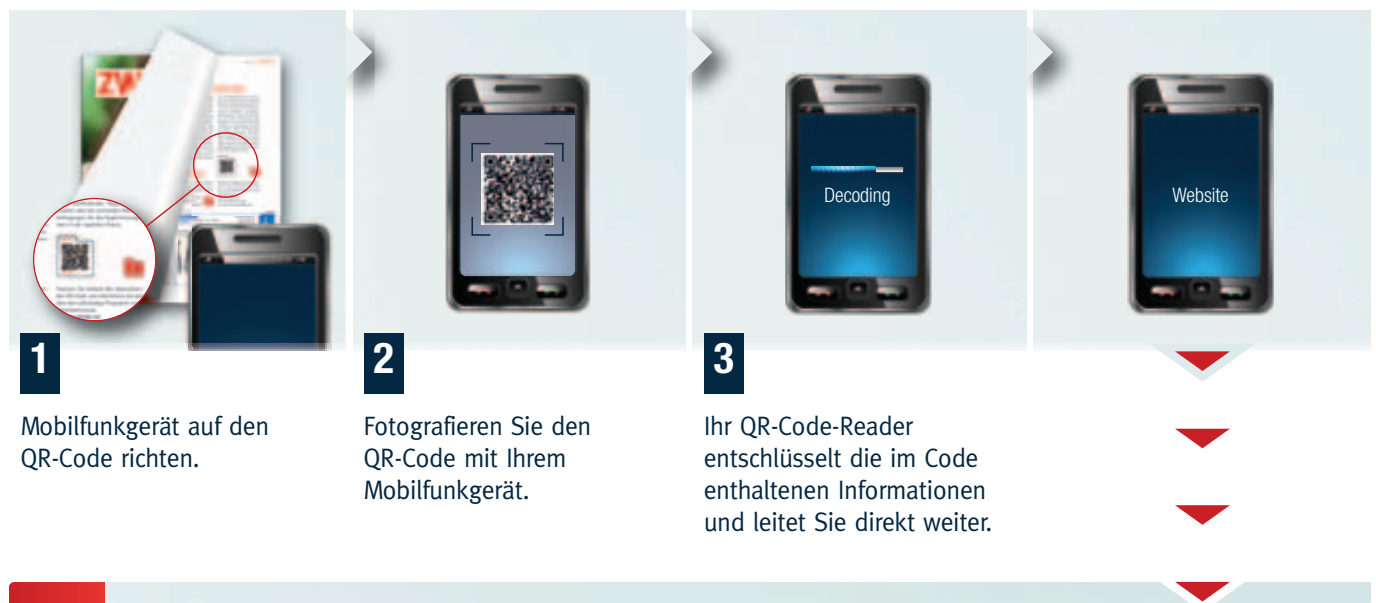 ZW
Decoding
Website
1
Mobilfunkgerät auf den
QR-Code richten.
2
Fotografieren Sie den
QR-Code mit Ihrem
Mobilfunkgerät.
3
Ihr QR-Code-Reader
entschlüsselt die im Code
enthaltenen Informationen
und leitet Sie direkt weiter.